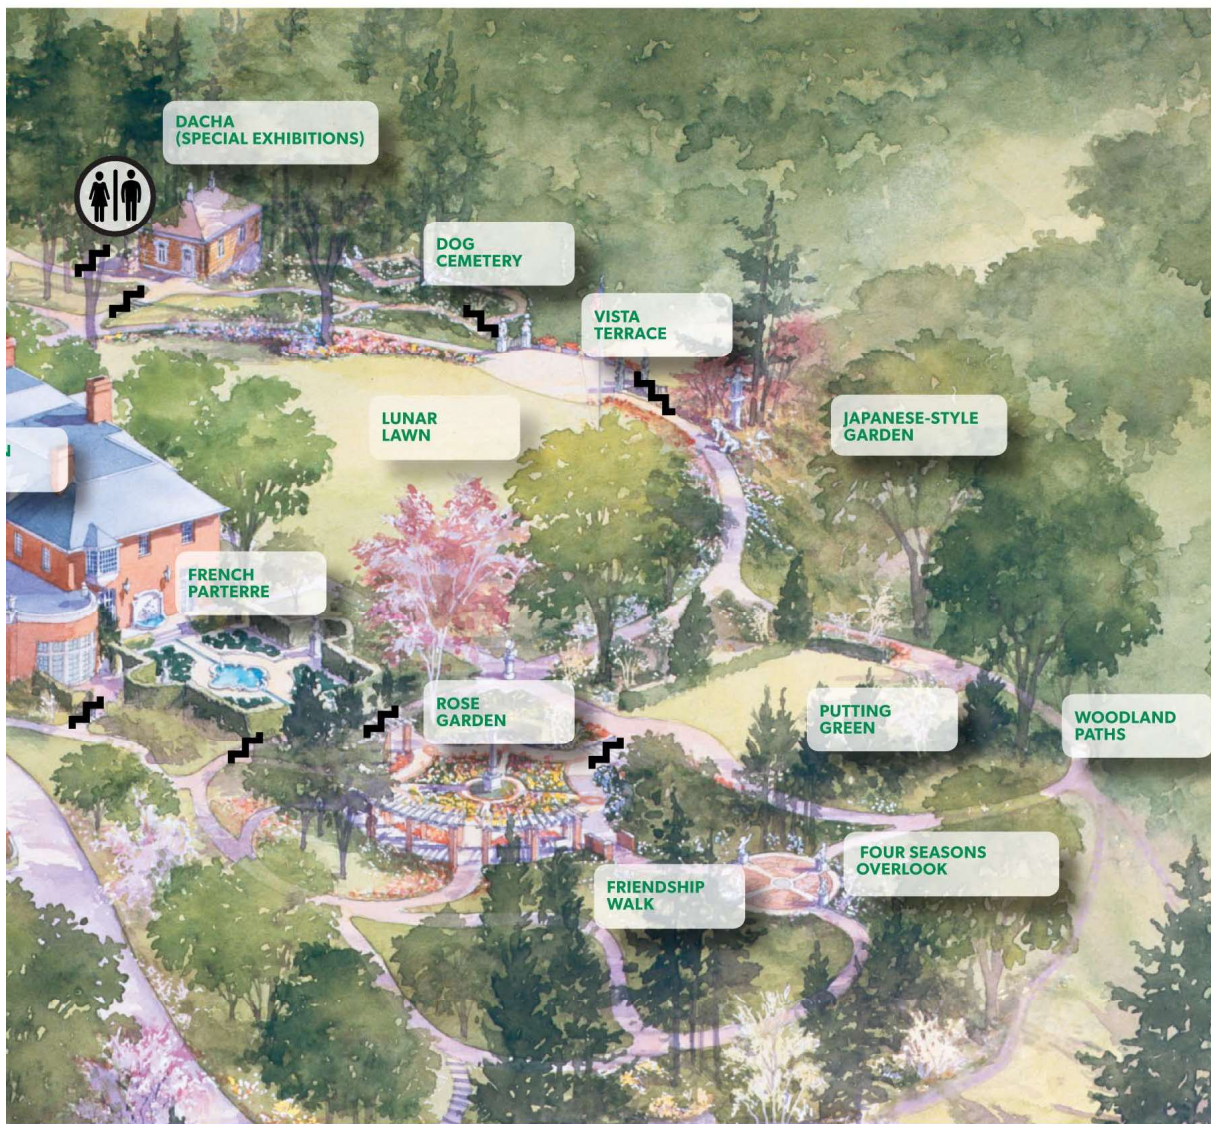 DACHA
(SPECIAL EXHIBITIONS)
DOG
CEMETERY
VISTA
TERRACE
LUNAR
LAWN
JAPANESE-STYLE
GARDEN
N
FRENCH
PARTERRE
ROSE
GARDEN
PUTTING
GREEN
WOODLAND
PATHS
FOUR SEASONS
OVERLOOK
FRIENDSHIP
WALK